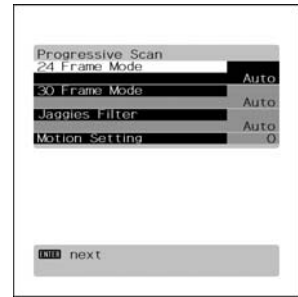 Progressive Scan
24 Frame Mode
Auto
30 Frame Mode
Auto
Jaggies Filter
Auto
Motion Setting
0
ENTER next